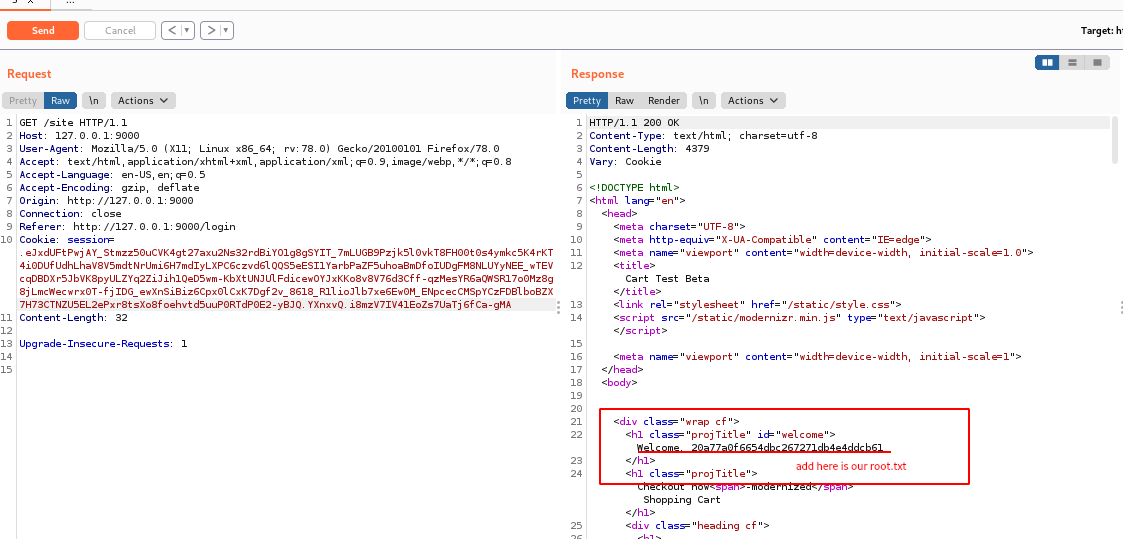 Send
Cancel
<
>
Target: ht
Request
Response
Pretty Raw \n Actions
Pretty Raw Render \n Actions
1 GET /site HTTP/1.1
2 Host: 127.0.0.1:9000
3 User-Agent: Mozilla/5.0 (X11; Linux x86_64; rv:78.0) Gecko/20100101 Firefox/78.0
4 Accept: text/html,application/xhtml+xml,application/xml;q=0.9,image/webp,*/*;q=0.8
5 Accept-Language: en-US,en;q=0.5
6 Accept-Encoding: gzip, deflate
7 Origin: http://127.0.0.1:9000
8 Connection: close
9 Referer: http://127.0.0.1:9000/login
10 Cookie: session=
11 Content-Length: 32
12
13 Upgrade-Insecure-Requests: 1
14
15
1 HTTP/1.1 200 OK
2 Content-Type: text/html; charset=utf-8
3 Content-Length: 4379
4 Vary: Cookie
5
6 <!DOCTYPE html>
7 <html lang="en">
8 <head>
9 <meta charset="UTF-8">
10 <meta http-equiv="X-UA-Compatible" content="IE=edge">
11 <meta name="viewport" content="width=device-width, initial-scale=1.0">
12 <title>
Cart Test Beta
</title>
13 <link rel="stylesheet" href="/static/style.css">
14 <script src="/static/modernizr.min.js" type="text/javascript">
</script>
15
16 <meta name="viewport" content="width=device-width, initial-scale=1">
17 </head>
18 <body>
19
20
21 <div class="wrap cf">
22 <h1 class="projTitle" id="welcome">
Welcome, 20a77a0f6654dbc267271db4e4ddcb61
23 </h1>
add here is our root.txt
24 <h1 class="projTitle">
Checkout now<span>-modernized</span>
Shopping Cart
</h1>
25 <div class="heading cf">
26 <h1>